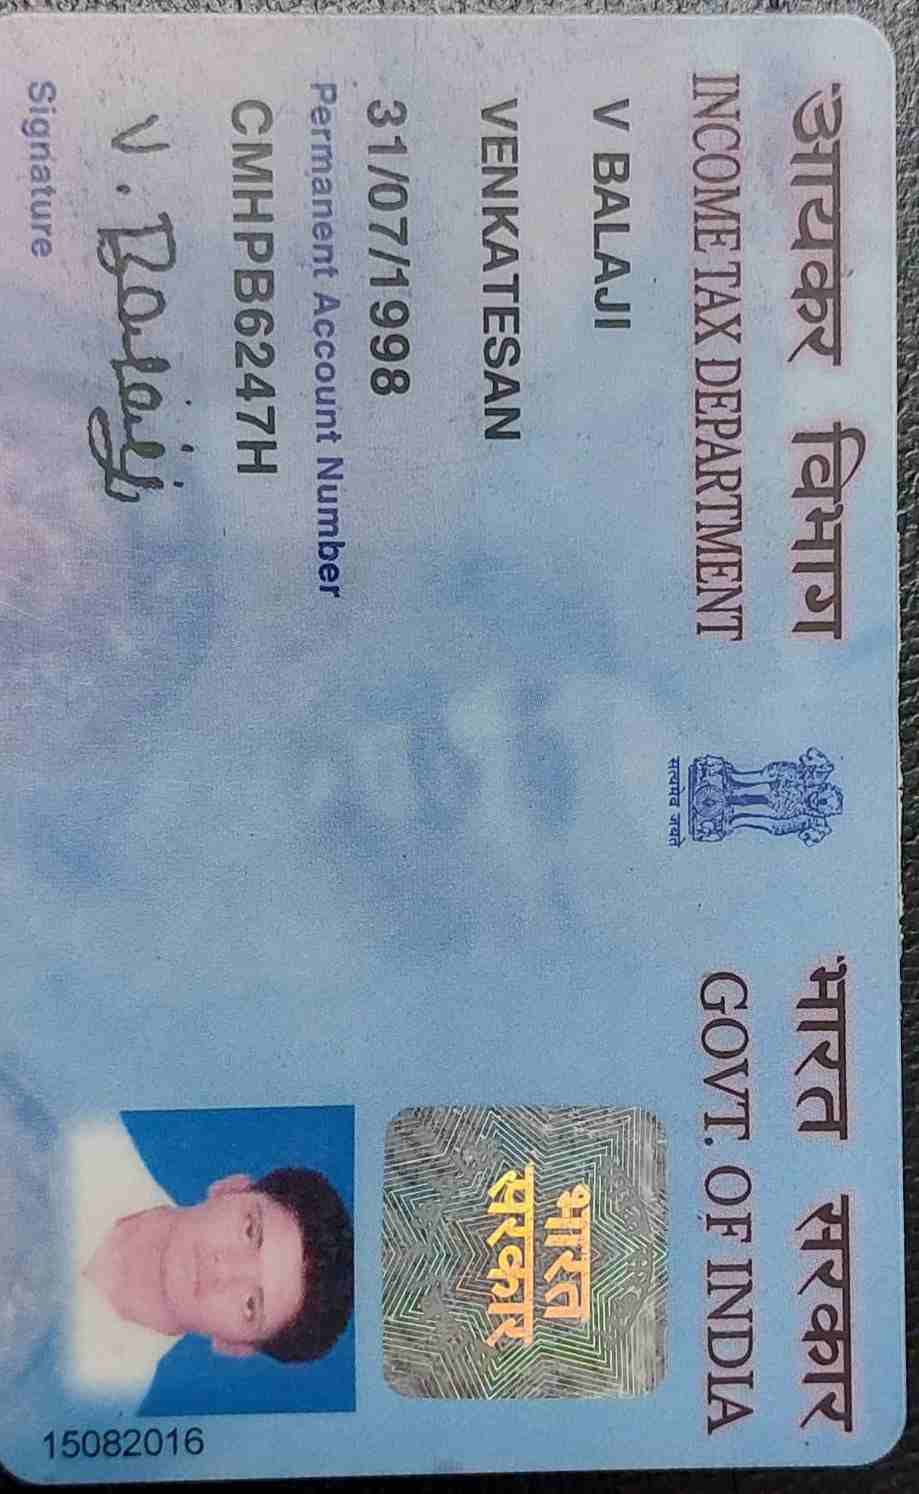 आयकर विभाग
INCOME TAX DEPARTMENT
सत्यमेव जयते
भारत सरकार
GOVT. OF INDIA
V BALAJI
VENKATESAN
31/07/1998
Permanent Account Number
CMHPB6247H
V. Balaji
Signature
भारत
सरकार
15082016